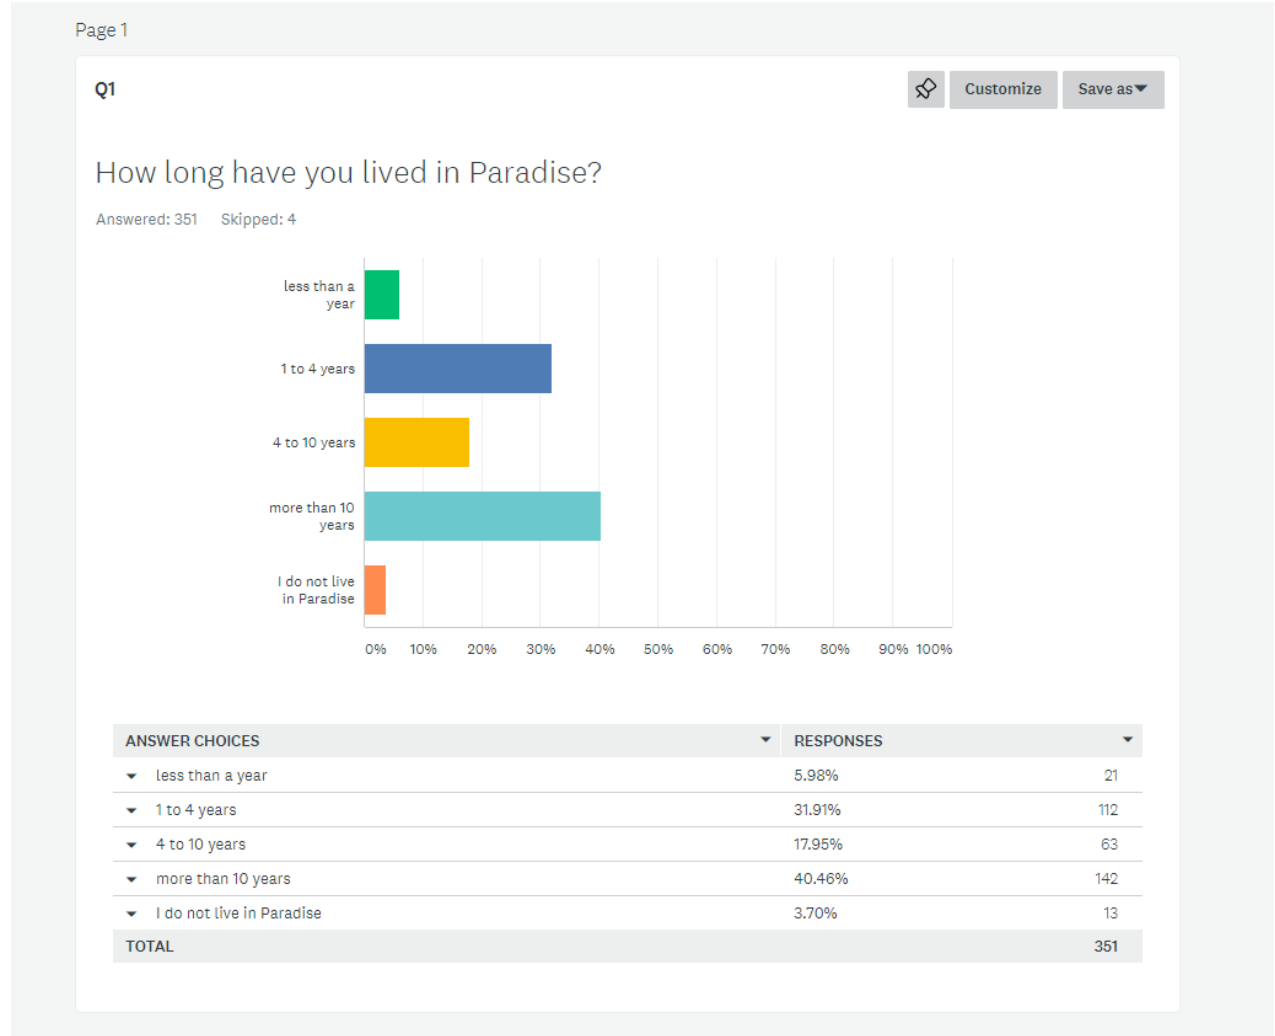 Page 1
Q1
Customize
Save as
How long have you lived in Paradise?
Answered: 351 Skipped: 4
less than a
year
1 to 4 years
4 to 10 years
more than 10
years
I do not live
in Paradise
0% 10% 20% 30% 40% 50% 60% 70% 80% 90% 100%
ANSWER CHOICES RESPONSES
less than a year 5.98% 21
1 to 4 years 31.91% 112
4 to 10 years 17.95% 63
more than 10 years 40.46% 142
I do not live in Paradise 3.70% 13
TOTAL 351